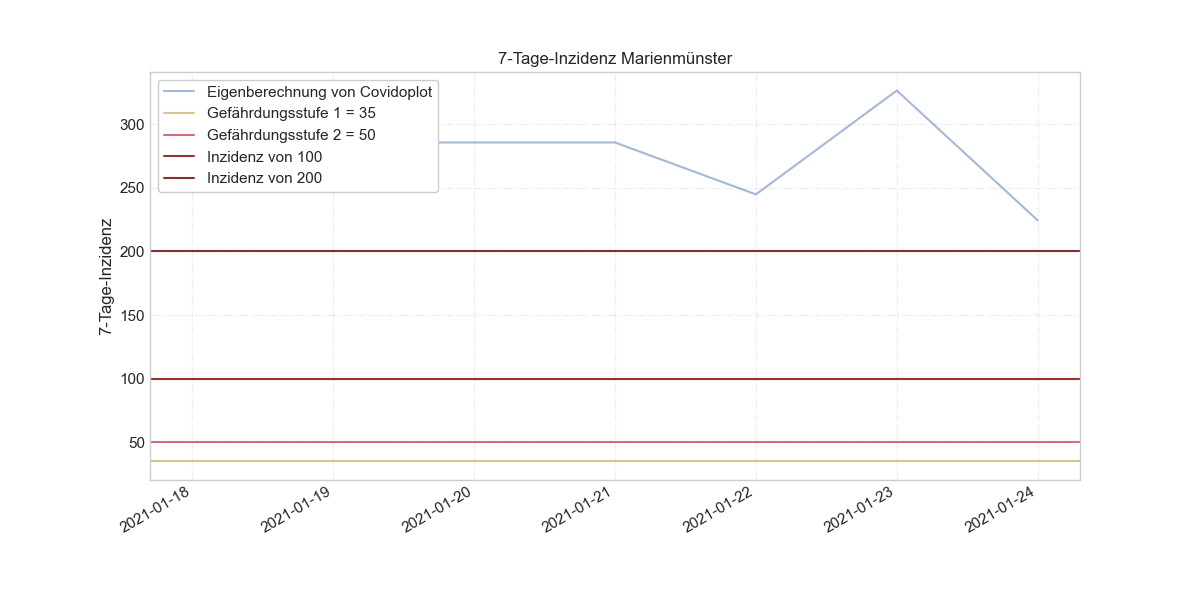 7-Tage-Inzidenz Marienmünster
Eigenberechnung von Covidoplot
Gefährdungsstufe 1 = 35
Gefährdungsstufe 2 = 50
Inzidenz von 100
Inzidenz von 200
7-Tage-Inzidenz
300
250
200
150
100
50
2021-01-18
2021-01-19
2021-01-20
2021-01-21
2021-01-22
2021-01-23
2021-01-24